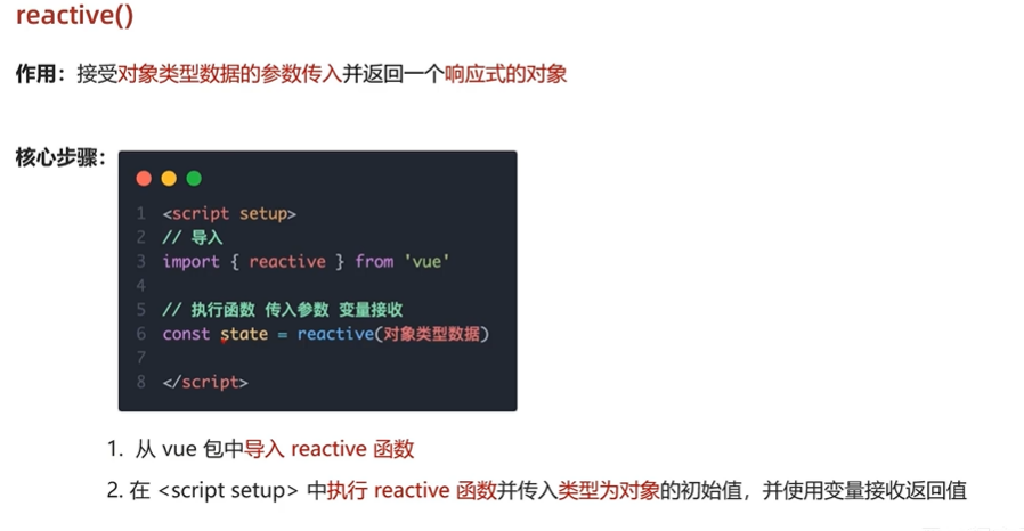 reactive()
作用：接受对象类型数据的参数传入并返回一个响应式的对象
核心步骤：
1 <script setup>
2 // 导入
3 import { reactive } from 'vue'
4
5 // 执行函数 传入参数 变量接收
6 const state = reactive(对象类型数据)
7
8 </script>
1. 从 vue 包中导入 reactive 函数
2. 在 <script setup> 中执行 reactive 函数并传入类型为对象的初始值，并使用变量接收返回值